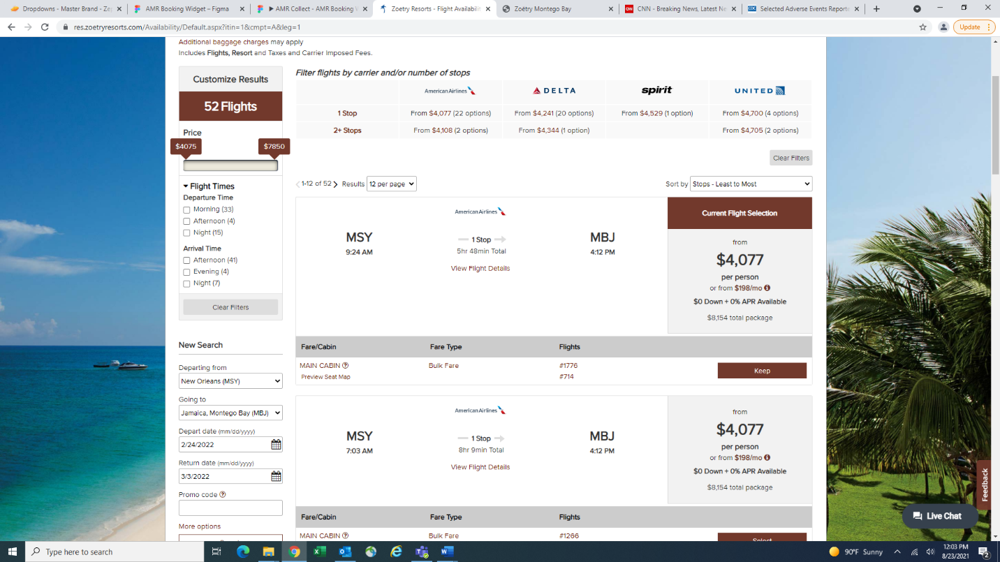 Dropdowns - Master Brand - Ze
AMR Booking Widget – Figma
▶ AMR Collect - AMR Booking
Zoetry Resorts - Flight Availabilit
Zoëtry Montego Bay
CNN - Breaking News, Latest Ne
Selected Adverse Events Reporte
res.zoetryresorts.com/Availability/Default.aspx?itin=1&cmpt=A&leg=1
Update
Additional baggage charges may apply
Includes Flights, Resort and Taxes and Carrier Imposed Fees.
Customize Results
52 Flights
Price
$4075 $7850
Flight Times
Departure Time
Morning (33)
Afternoon (4)
Night (15)
Arrival Time
Afternoon (41)
Evening (4)
Night (7)
Clear Filters
New Search
Departing from
New Orleans (MSY)
Going to
Jamaica, Montego Bay (MBJ)
Depart date (mm/dd/yyyy)
2/24/2022
Return date (mm/dd/yyyy)
3/3/2022
Promo code ?
More options
Filter flights by carrier and/or number of stops
American Airlines DELTA spirit UNITED
1 Stop From $4,077 (22 options) From $4,241 (20 options) From $4,529 (1 option) From $4,700 (4 options)
2+ Stops From $4,108 (2 options) From $4,344 (1 option) From $4,705 (2 options)
Clear Filters
1-12 of 52 Results 12 per page Sort by Stops - Least to Most
American Airlines
MSY 1 Stop MBJ
9:24 AM 5hr 48min Total 4:12 PM
View Flight Details
Current Flight Selection
from
$4,077
per person
or from $198/mo
$0 Down + 0% APR Available
$8,154 total package
Fare/Cabin Fare Type Flights
MAIN CABIN ? Bulk Fare #1776
Preview Seat Map #714
Keep
American Airlines
MSY 1 Stop MBJ
7:03 AM 8hr 9min Total 4:12 PM
View Flight Details
from
$4,077
per person
or from $198/mo
$0 Down + 0% APR Available
$8,154 total package
Fare/Cabin Fare Type Flights
MAIN CABIN ? Bulk Fare #1266
Select
Feedback
Live Chat
Type here to search
90°F Sunny
12:03 PM
8/23/2021
2